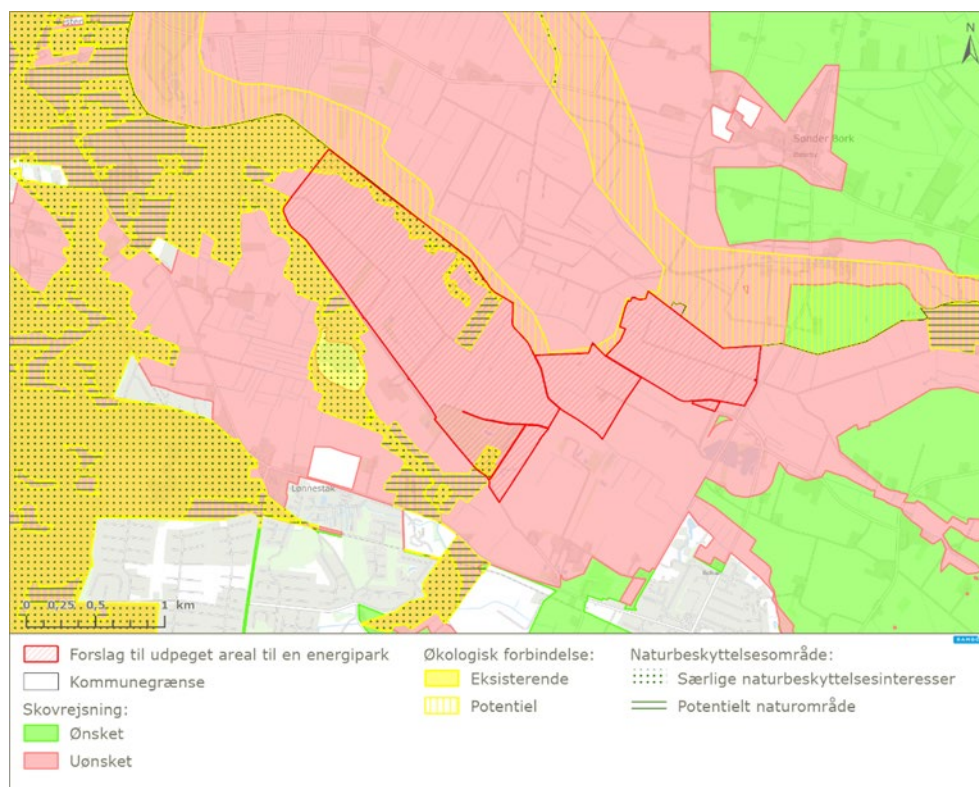 N
Sønder Bork
Lønnestak
0 0,25 0,5 1 km
Forslag til udpeget areal til en energipark
Kommunegrænse
Skovrejsning:
Ønsket
Uønsket
Økologisk forbindelse:
Eksisterende
Potentiel
Naturbeskyttelsesområde:
Særlige naturbeskyttelsesinteresser
Potentielt naturområde